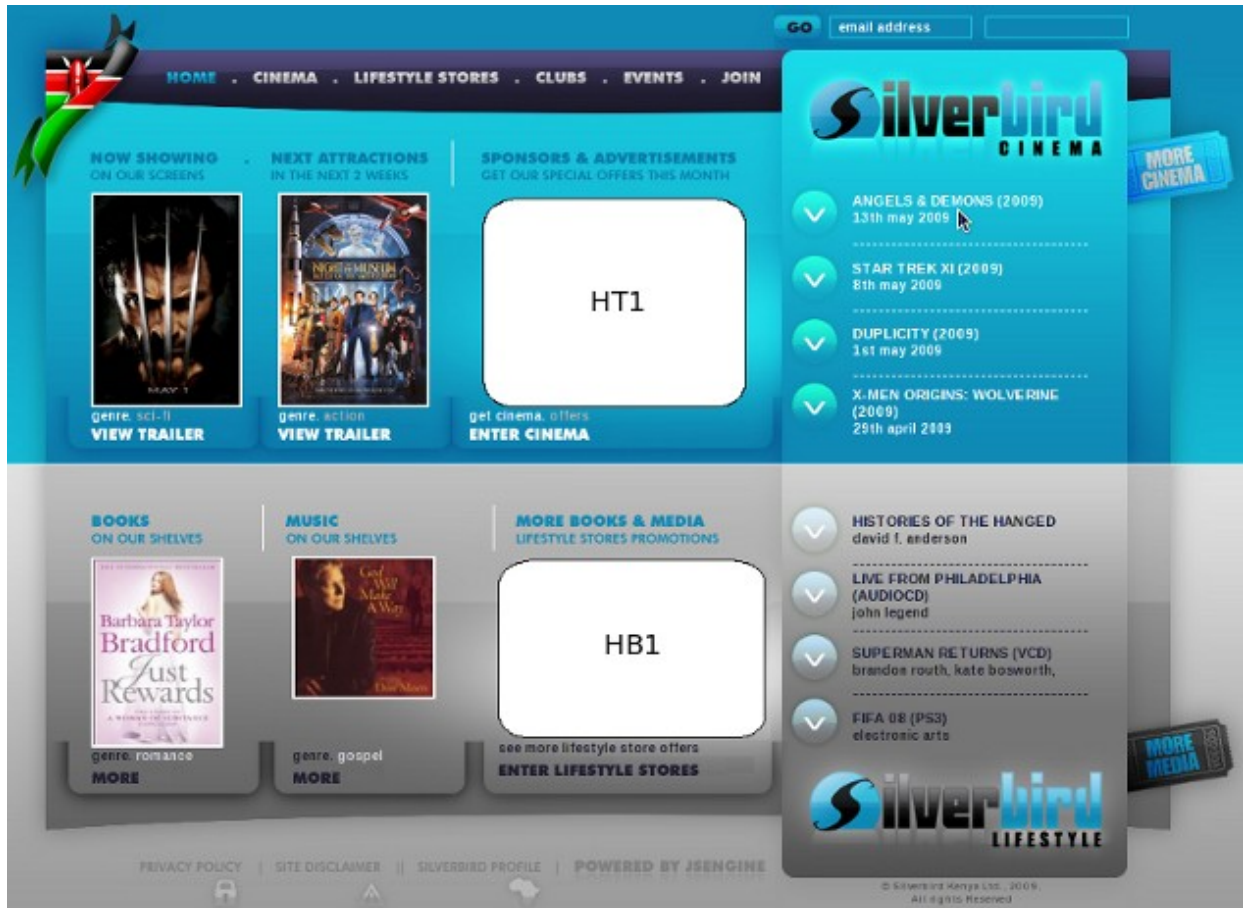 GO
email address
HOME . CINEMA . LIFESTYLE STORES . CLUBS . EVENTS . JOIN
Silverbird
CINEMA
MORE
CINEMA
NOW SHOWING
ON OUR SCREENS
NEXT ATTRACTIONS
IN THE NEXT 2 WEEKS
SPONSORS & ADVERTISEMENTS
GET OUR SPECIAL OFFERS THIS MONTH
MAY 1
HT1
genre. sci-fi
VIEW TRAILER
genre. action
VIEW TRAILER
get cinema. offers
ENTER CINEMA
ANGELS & DEMONS (2009)
13th may 2009
STAR TREK XI (2009)
8th may 2009
DUPLICITY (2009)
1st may 2009
X-MEN ORIGINS: WOLVERINE
(2009)
29th april 2009
BOOKS
ON OUR SHELVES
MUSIC
ON OUR SHELVES
MORE BOOKS & MEDIA
LIFESTYLE STORES PROMOTIONS
Barbara Taylor
Bradford
Just
Rewards
God
Will
Make
A Way
Don Moen
HB1
genre. romance
MORE
genre. gospel
MORE
see more lifestyle store offers
ENTER LIFESTYLE STORES
HISTORIES OF THE HANGED
david f. anderson
LIVE FROM PHILADELPHIA
(AUDIOCD)
john legend
SUPERMAN RETURNS (VCD)
brandon routh, kate bosworth,
FIFA 08 (PS3)
electronic arts
MORE
MEDIA
Silverbird
LIFESTYLE
PRIVACY POLICY | SITE DISCLAIMER || SILVERBIRD PROFILE | POWERED BY JSENGINE
© Silverbird Kenya Ltd., 2009.
All rights Reserved